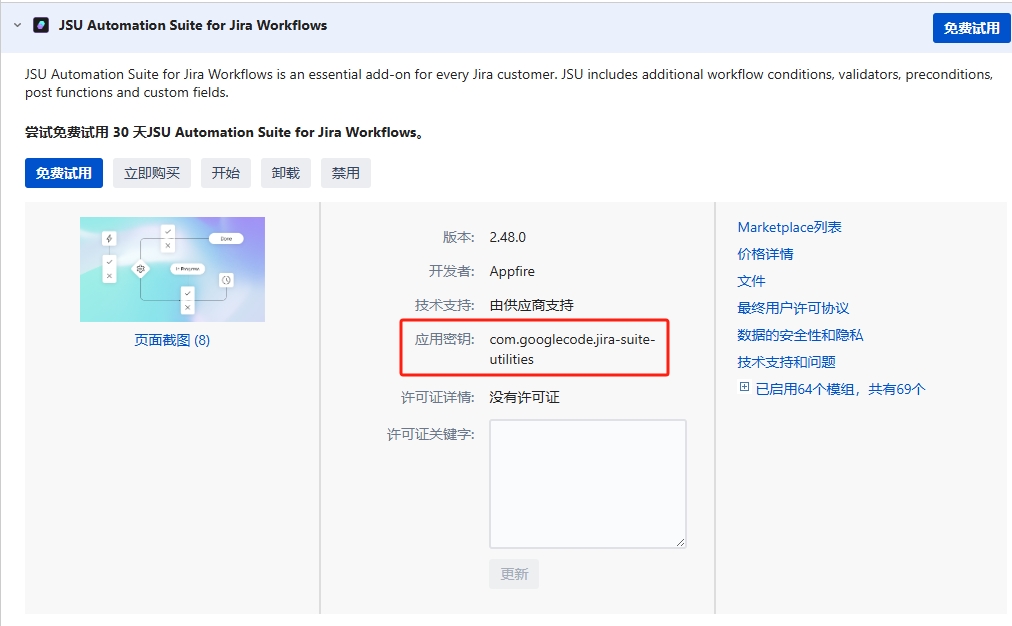 JSU Automation Suite for Jira Workflows
免费试用
JSU Automation Suite for Jira Workflows is an essential add-on for every Jira customer. JSU includes additional workflow conditions, validators, preconditions,
post functions and custom fields.
尝试免费试用 30 天JSU Automation Suite for Jira Workflows。
免费试用 立即购买 开始 卸载 禁用
Done
In Progress
页面截图 (8)
版本: 2.48.0
开发者: Appfire
技术支持: 由供应商支持
应用密钥: com.googlecode.jira-suite-
utilities
许可证详情: 没有许可证
许可证关键字:
更新
Marketplace列表
价格详情
文件
最终用户许可协议
数据的安全性和隐私
技术支持和问题
已启用64个模组，共有69个